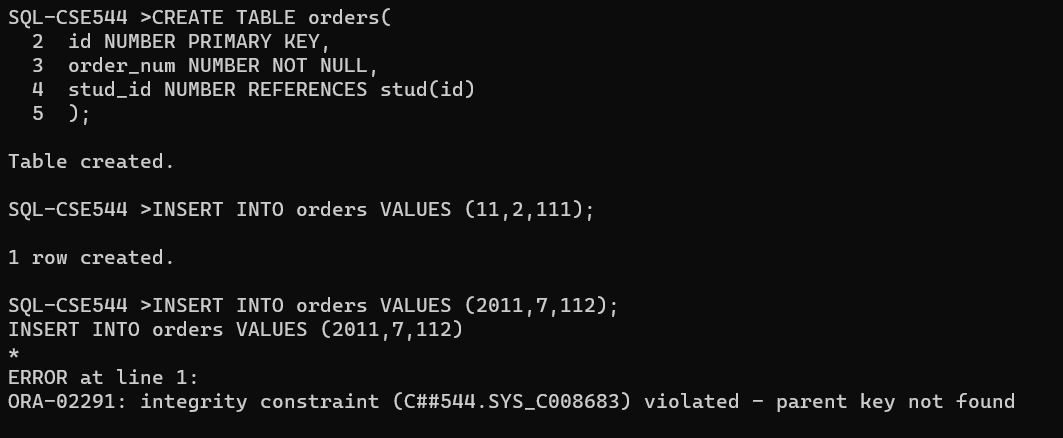 SQL-CSE544 >CREATE TABLE orders(
  2  id NUMBER PRIMARY KEY,
  3  order_num NUMBER NOT NULL,
  4  stud_id NUMBER REFERENCES stud(id)
  5  );
Table created.
SQL-CSE544 >INSERT INTO orders VALUES (11,2,111);
1 row created.
SQL-CSE544 >INSERT INTO orders VALUES (2011,7,112);
INSERT INTO orders VALUES (2011,7,112)
*
ERROR at line 1:
ORA-02291: integrity constraint (C##544.SYS_C008683) violated - parent key not found